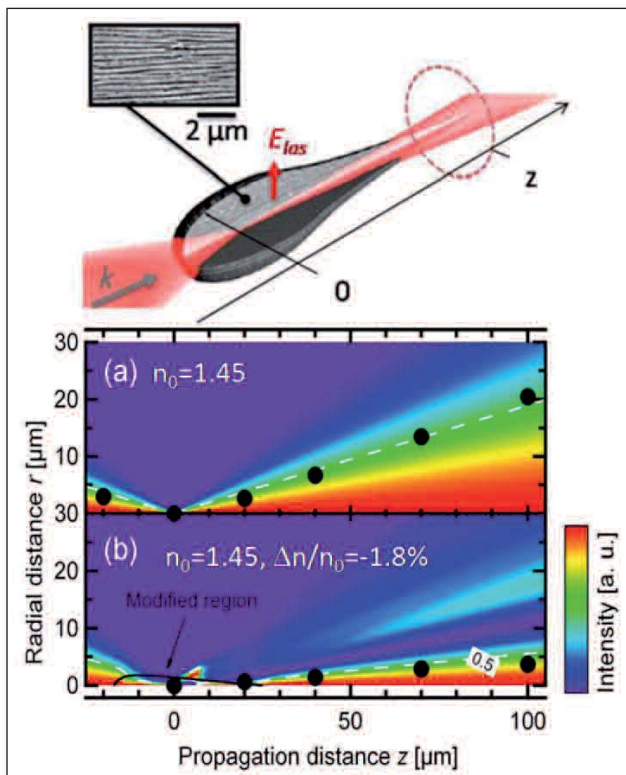 2 μm
E_las
z
k
0
30
(a) n₀=1.45
20
10
0
30
(b) n₀=1.45, Δn/n₀=-1.8%
20
Modified region
10
0.5
0
0 50 100
Radial distance r [μm]
Propagation distance z [μm]
Intensity [a. u.]